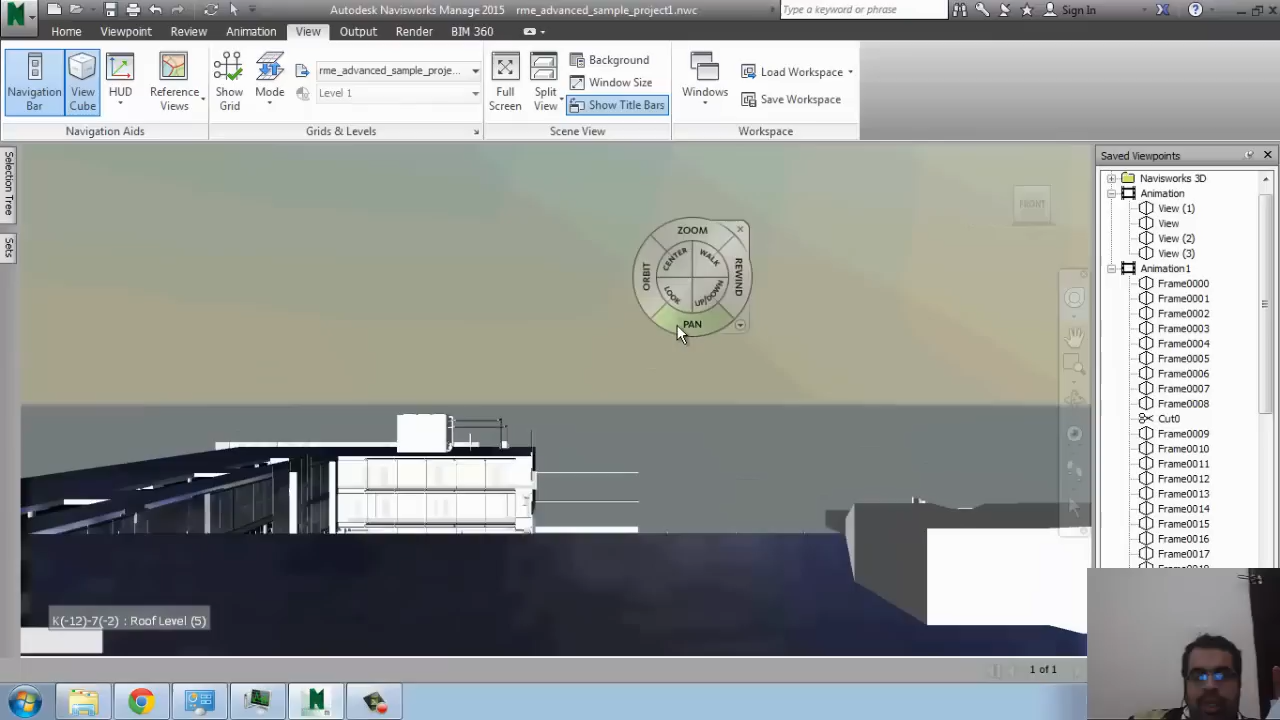 Autodesk Navisworks Manage 2015 rme_advanced_sample_project1.nwc
Type a keyword or phrase
Sign In
Home Viewpoint Review Animation View Output Render BIM 360
Navigation Bar
View Cube
HUD
Reference Views
Navigation Aids
Show Grid
Mode
rme_advanced_sample_proje...
Level 1
Grids & Levels
Full Screen
Split View
Background
Window Size
Show Title Bars
Scene View
Windows
Load Workspace
Save Workspace
Workspace
Selection Tree
Sets
ZOOM
CENTER
WALK
ORBIT
REWIND
LOOK
UP/DOWN
PAN
FRONT
K(-12)-7(-2) : Roof Level (5)
Saved Viewpoints
Navisworks 3D
Animation
View (1)
View
View (2)
View (3)
Animation1
Frame0000
Frame0001
Frame0002
Frame0003
Frame0004
Frame0005
Frame0006
Frame0007
Frame0008
Cut0
Frame0009
Frame0010
Frame0011
Frame0012
Frame0013
Frame0014
Frame0015
Frame0016
Frame0017
1 of 1